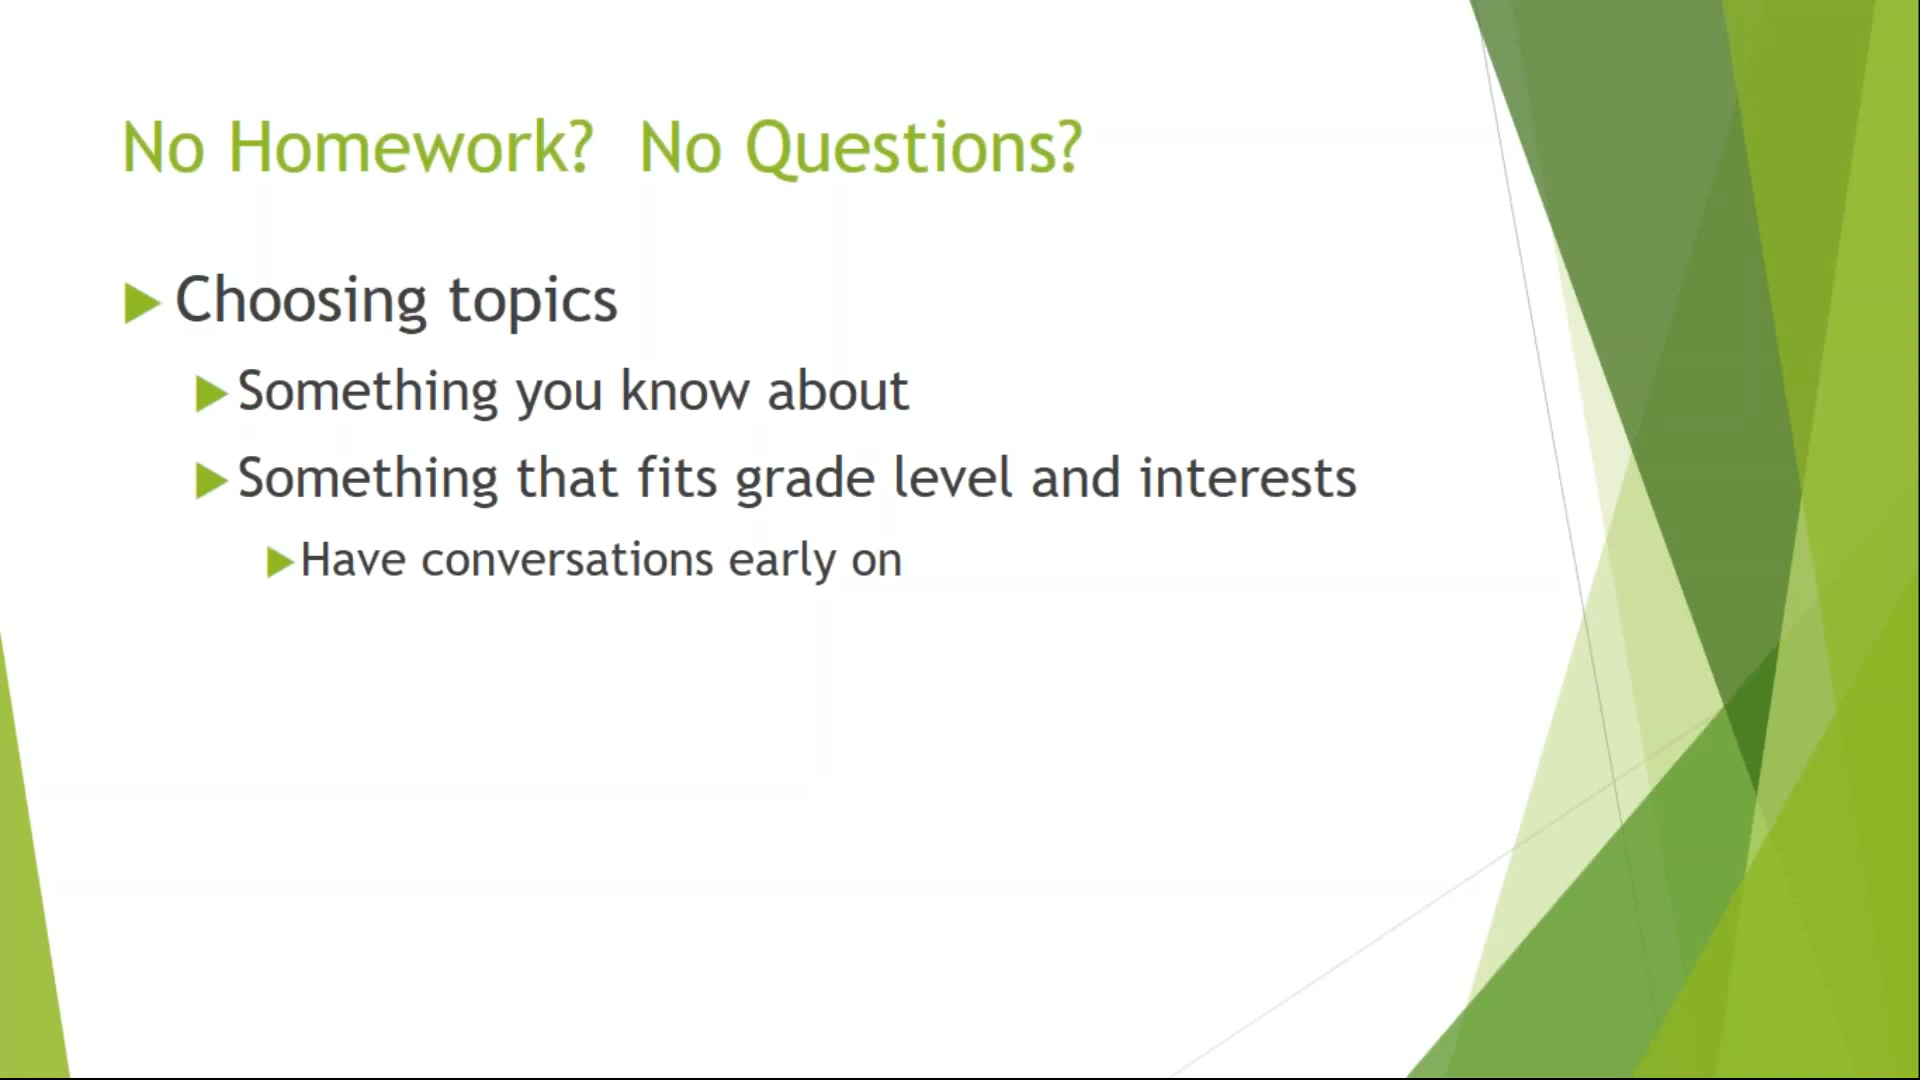 No Homework?  No Questions?
Choosing topics
Something you know about
Something that fits grade level and interests
Have conversations early on